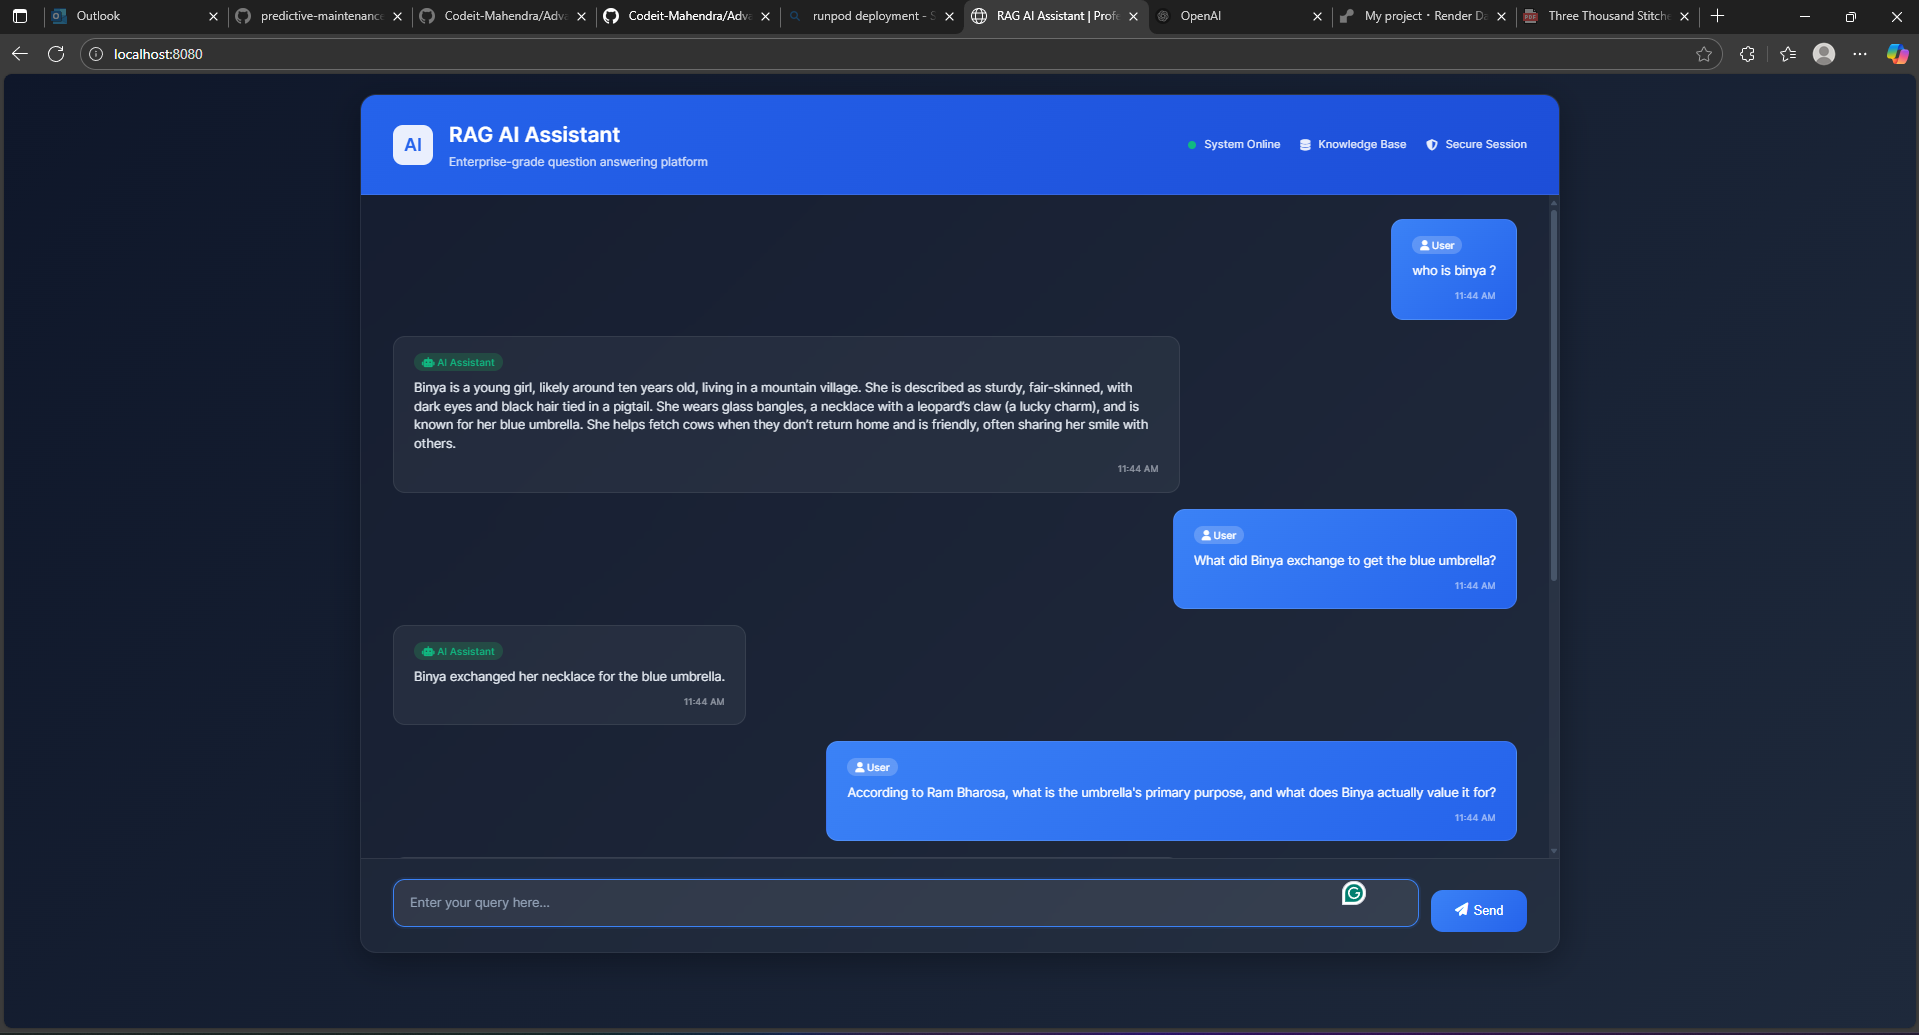 Outlook
predictive-maintenance
Codeit-Mahendra/Adva
Codeit-Mahendra/Adva
runpod deployment - S
RAG AI Assistant | Profe
OpenAI
My project · Render Da
Three Thousand Stitche
localhost:8080
AI
RAG AI Assistant
Enterprise-grade question answering platform
System Online
Knowledge Base
Secure Session
User
who is binya ?
11:44 AM
AI Assistant
Binya is a young girl, likely around ten years old, living in a mountain village. She is described as sturdy, fair-skinned, with
dark eyes and black hair tied in a pigtail. She wears glass bangles, a necklace with a leopard’s claw (a lucky charm), and is
known for her blue umbrella. She helps fetch cows when they don’t return home and is friendly, often sharing her smile with
others.
11:44 AM
User
What did Binya exchange to get the blue umbrella?
11:44 AM
AI Assistant
Binya exchanged her necklace for the blue umbrella.
11:44 AM
User
According to Ram Bharosa, what is the umbrella's primary purpose, and what does Binya actually value it for?
11:44 AM
Enter your query here...
Send